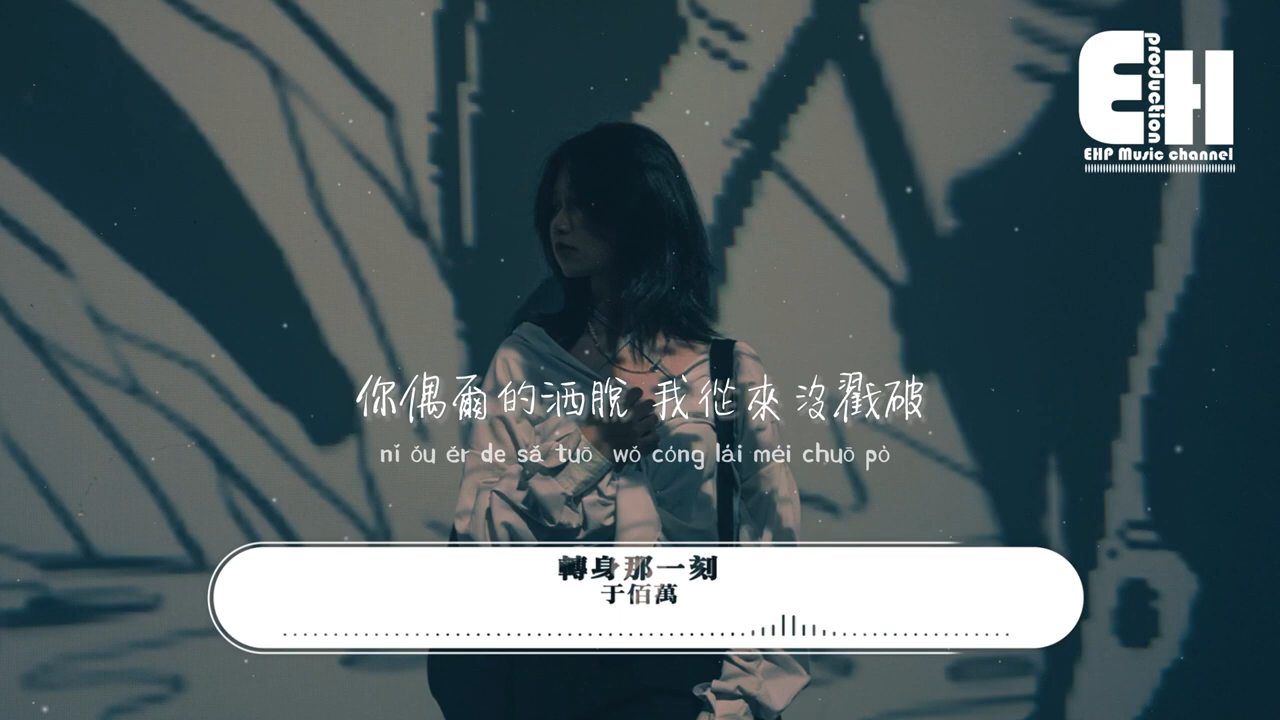 EH
production
EHP Music channel
你偶爾的洒脫 我從來沒戳破
nǐ ǒu ěr de sǎ tuō wǒ cóng lái méi chuō pò
轉身那一刻
于佰萬